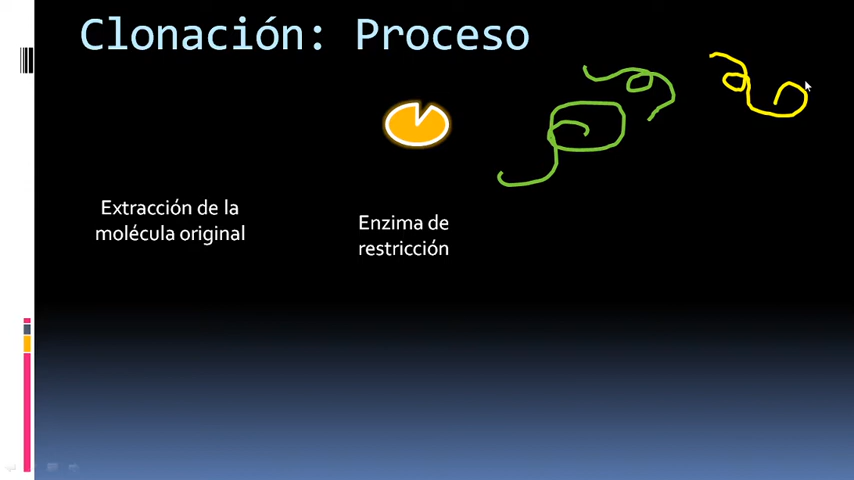 Clonación: Proceso
Extracción de la
molécula original
Enzima de
restricción